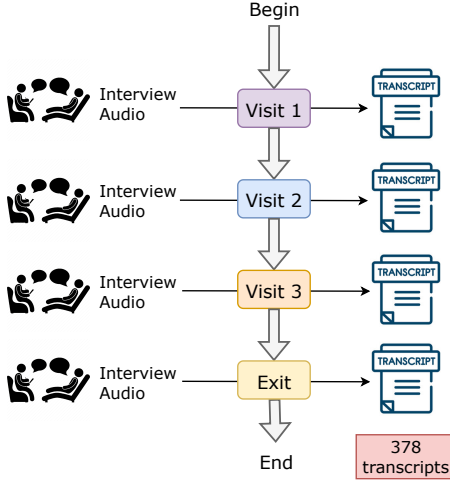 Begin
Interview
Audio
Visit 1
TRANSCRIPT
Interview
Audio
Visit 2
TRANSCRIPT
Interview
Audio
Visit 3
TRANSCRIPT
Interview
Audio
Exit
TRANSCRIPT
End
378
transcripts